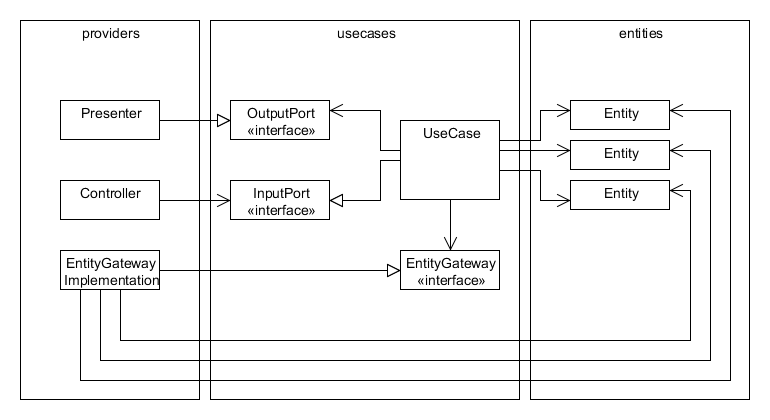 providers
usecases
entities
Presenter
OutputPort
«interface»
UseCase
Entity
Entity
Controller
InputPort
«interface»
Entity
EntityGateway
Implementation
EntityGateway
«interface»